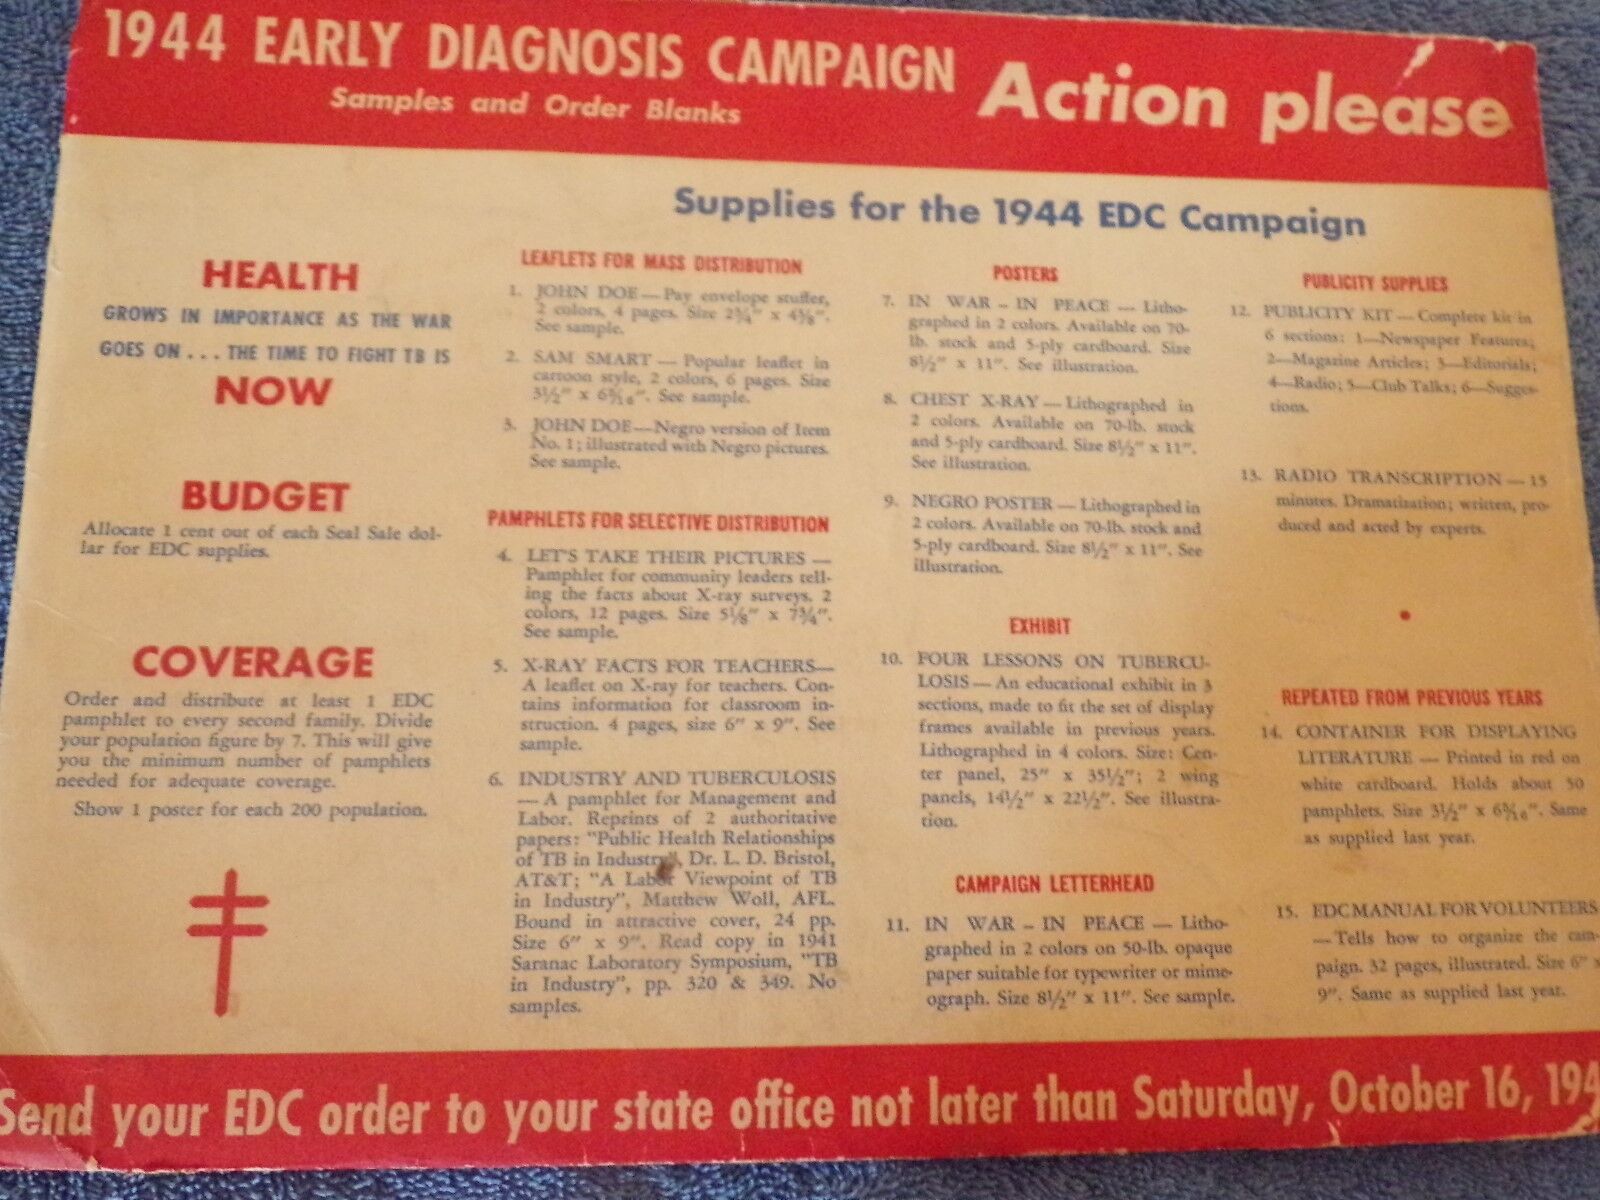 1944 EARLY DIAGNOSIS CAMPAIGN
Samples and Order Blanks
Action please
Supplies for the 1944 EDC Campaign
HEALTH
GROWS IN IMPORTANCE AS THE WAR
GOES ON . . . THE TIME TO FIGHT TB IS
NOW
BUDGET
Allocate 1 cent out of each Seal Sale dol-
lar for EDC supplies.
COVERAGE
Order and distribute at least 1 EDC
pamphlet to every second family. Divide
your population figure by 7. This will give
you the minimum number of pamphlets
needed for adequate coverage.
Show 1 poster for each 200 population.
LEAFLETS FOR MASS DISTRIBUTION
1. JOHN DOE — Pay envelope stuffer,
2 colors, 4 pages. Size 2¾" x 4⅜".
See sample.
2. SAM SMART — Popular leaflet in
cartoon style, 2 colors, 6 pages. Size
3½" x 6 9/16". See sample.
3. JOHN DOE—Negro version of Item
No. 1; illustrated with Negro pictures.
See sample.
PAMPHLETS FOR SELECTIVE DISTRIBUTION
4. LET'S TAKE THEIR PICTURES —
Pamphlet for community leaders tell-
ing the facts about X-ray surveys. 2
colors, 12 pages. Size 5⅛" x 7¾".
See sample.
5. X-RAY FACTS FOR TEACHERS—
A leaflet on X-ray for teachers. Con-
tains information for classroom in-
struction. 4 pages, size 6" x 9". See
sample.
6. INDUSTRY AND TUBERCULOSIS
— A pamphlet for Management and
Labor. Reprints of 2 authoritative
papers: "Public Health Relationships
of TB in Industry", Dr. L. D. Bristol,
AT&T; "A Labor Viewpoint of TB
in Industry", Matthew Woll, AFL.
Bound in attractive cover, 24 pp.
Size 6" x 9". Read copy in 1941
Saranac Laboratory Symposium, "TB
in Industry", pp. 320 & 349. No
samples.
POSTERS
7. IN WAR – IN PEACE — Litho-
graphed in 2 colors. Available on 70-
lb. stock and 5-ply cardboard. Size
8½" x 11". See illustration.
8. CHEST X-RAY — Lithographed in
2 colors. Available on 70-lb. stock
and 5-ply cardboard. Size 8½" x 11".
See illustration.
9. NEGRO POSTER — Lithographed in
2 colors. Available on 70-lb. stock and
5-ply cardboard. Size 8½" x 11". See
illustration.
EXHIBIT
10. FOUR LESSONS ON TUBERCU-
LOSIS — An educational exhibit in 3
sections, made to fit the set of display
frames available in previous years.
Lithographed in 4 colors. Size: Cen-
ter panel, 25" x 35½"; 2 wing
panels, 14½" x 22½". See illustra-
tion.
CAMPAIGN LETTERHEAD
11. IN WAR – IN PEACE — Litho-
graphed in 2 colors on 50-lb. opaque
paper suitable for typewriter or mime-
ograph. Size 8½" x 11". See sample.
PUBLICITY SUPPLIES
12. PUBLICITY KIT — Complete kit in
6 sections: 1—Newspaper Features;
2—Magazine Articles; 3—Editorials;
4—Radio; 5—Club Talks; 6—Sugges-
tions.
13. RADIO TRANSCRIPTION — 15
minutes. Dramatization; written, pro-
duced and acted by experts.
REPEATED FROM PREVIOUS YEARS
14. CONTAINER FOR DISPLAYING
LITERATURE — Printed in red on
white cardboard. Holds about 50
pamphlets. Size 3½" x 6 9/16". Same
as supplied last year.
15. EDC MANUAL FOR VOLUNTEERS
—Tells how to organize the cam-
paign. 32 pages, illustrated. Size 6" x
9". Same as supplied last year.
Send your EDC order to your state office not later than Saturday, October 16, 194